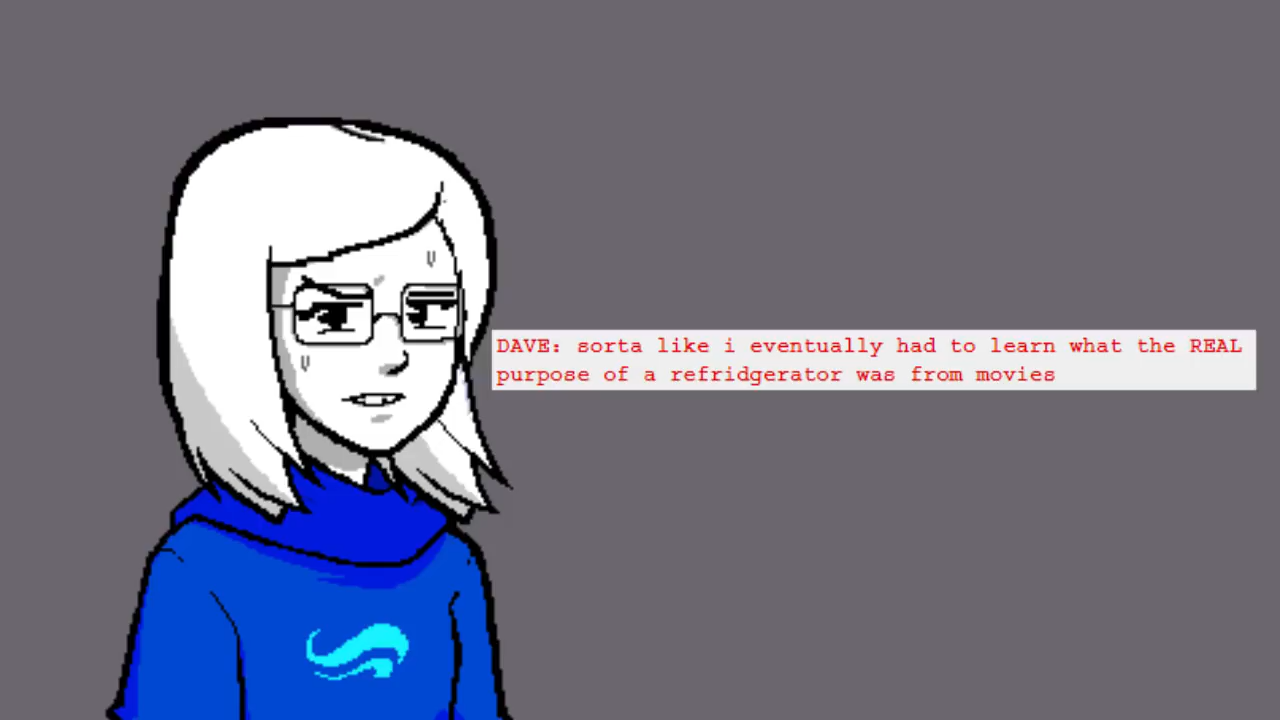 DAVE: sorta like i eventually had to learn what the REAL
purpose of a refridgerator was from movies